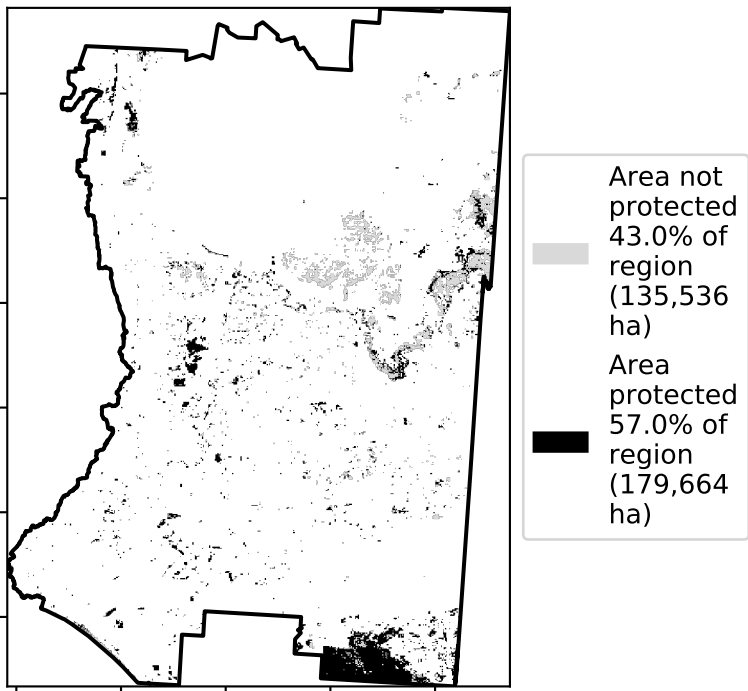 Area not
protected
43.0% of
region
(135,536
ha)
Area
protected
57.0% of
region
(179,664
ha)